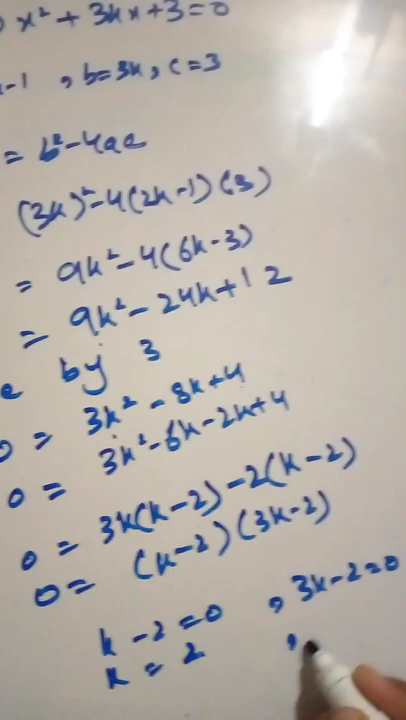 ) x² + 3kx + 3 = 0
k-1 , b = 3k, c = 3
= b² - 4ac
(3k)² - 4(2k-1)(3)
= 9k² - 4(6k-3)
= 9k² - 24k + 12
e by 3
0 = 3k² - 8k + 4
0 = 3k² - 6k - 2k + 4
0 = 3k(k-2) - 2(k-2)
0 = (k-2)(3k-2)
k - 2 = 0 , 3k - 2 = 0
k = 2 ,